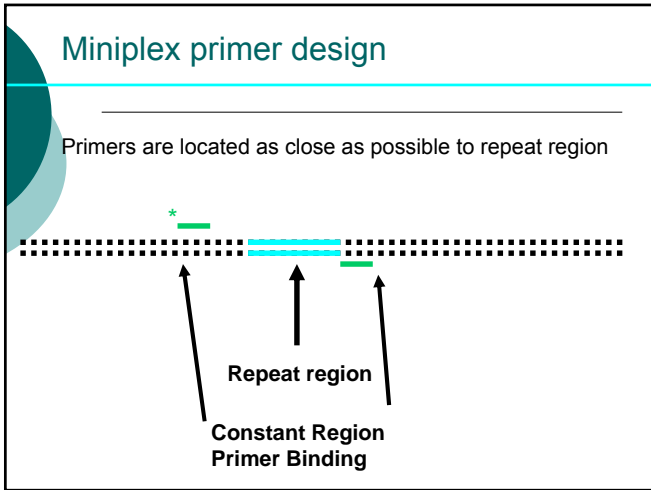 Miniplex primer design
Primers are located as close as possible to repeat region
*
Repeat region
Constant Region
Primer Binding